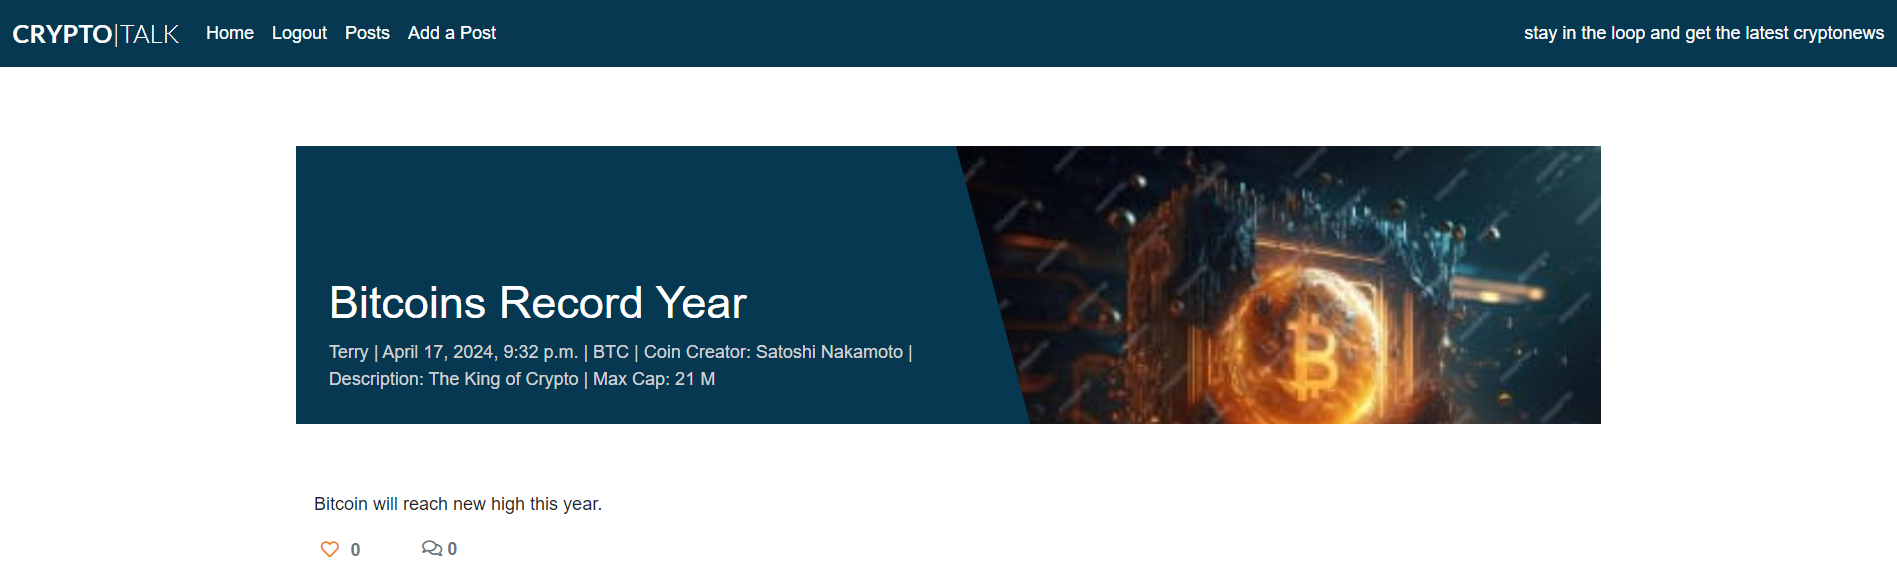 CRYPTO|TALK Home Logout Posts Add a Post stay in the loop and get the latest cryptonews
Bitcoins Record Year
Terry | April 17, 2024, 9:32 p.m. | BTC | Coin Creator: Satoshi Nakamoto |
Description: The King of Crypto | Max Cap: 21 M
Bitcoin will reach new high this year.
0 0